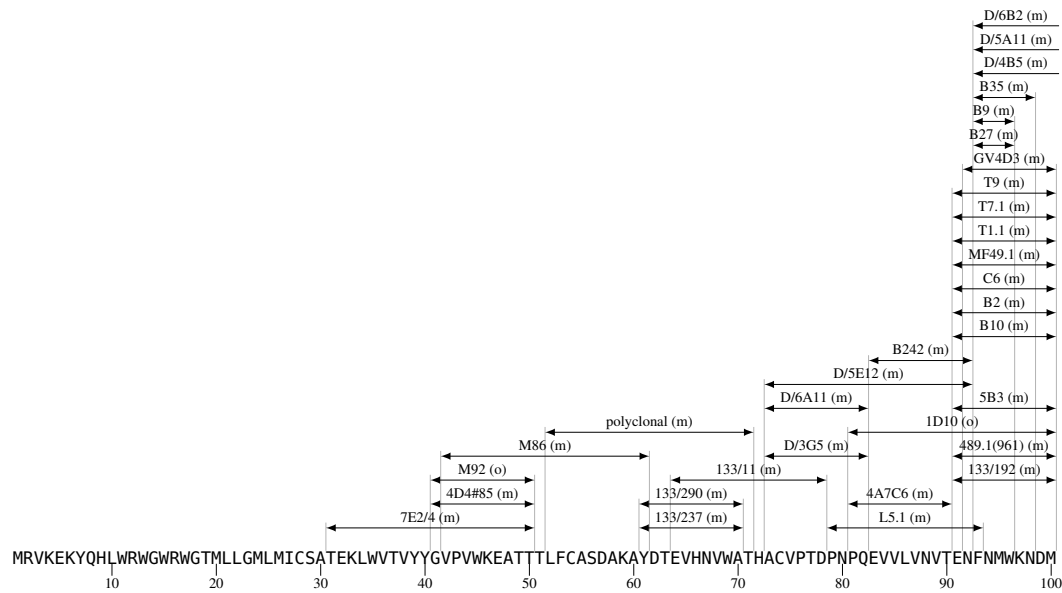 D/6B2 (m)
D/5A11 (m)
D/4B5 (m)
B35 (m)
B9 (m)
B27 (m)
GV4D3 (m)
T9 (m)
T7.1 (m)
T1.1 (m)
MF49.1 (m)
C6 (m)
B2 (m)
B10 (m)
B242 (m)
D/5E12 (m)
D/6A11 (m) 5B3 (m)
polyclonal (m) 1D10 (o)
M86 (m) D/3G5 (m) 489.1(961) (m)
M92 (o) 133/11 (m) 133/192 (m)
4D4#85 (m) 133/290 (m) 4A7C6 (m)
7E2/4 (m) 133/237 (m) L5.1 (m)
MRVKEKYQHLWRWGWRWGTMLLGMLMICSATEKLWVTVYYGVPVWKEATTTLFCASDAKAYDTEVHNVWATHACVPTDPNPQEVVLVNVTENFNMWKNDM
10 20 30 40 50 60 70 80 90 100